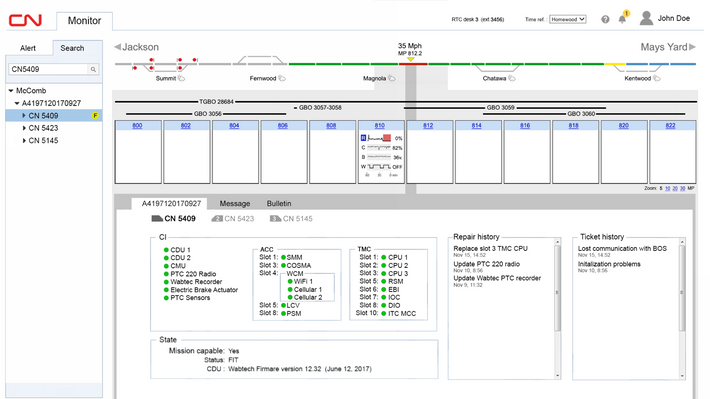 CN
Monitor
RTC desk 3 (ext 3456)
Time ref. : Homewood
?
1
John Doe
Alert
Search
CN5409
McComb
A4197120170927
CN 5409
F
CN 5423
CN 5145
Jackson
35 Mph
MP 812.2
Mays Yard
Summit
Fernwood
Magnolia
Chatawa
Kentwood
TGBO 28684
GBO 3057-3058
GBO 3059
GBO 3056
GBO 3060
800
802
804
806
808
810
812
814
816
818
820
822
0%
C
82%
B
36v.
W
OFF
Zoom: 5 10 20 30 MP
A4197120170927
Message
Bulletin
CN 5409
2 CN 5423
3 CN 5145
CI
CDU 1
CDU 2
CMU
PTC 220 Radio
Wabtec Recorder
Electric Brake Actuator
PTC Sensors
ACC
Slot 1: SMM
Slot 3: COSMA
Slot 4: WCM
WiFi 1
Cellular 1
Cellular 2
Slot 5: LCV
Slot 8: PSM
TMC
Slot 1: CPU 1
Slot 2: CPU 2
Slot 3: CPU 3
Slot 5: RSM
Slot 6: EBI
Slot 7: IOC
Slot 8: DIO
Slot 10: ITC MCC
State
Mission capable: Yes
Status: FIT
CDU : Wabtech Firmare version 12.32 (June 12, 2017)
Repair history
Replace slot 3 TMC CPU
Nov 15, 14:52
Update PTC 220 radio
Nov 10, 8:56
Update Wabtec PTC recorder
Nov 9, 11:32
Ticket history
Lost communication with BOS
Nov 15, 14:52
Initalization problems
Nov 10, 8:56